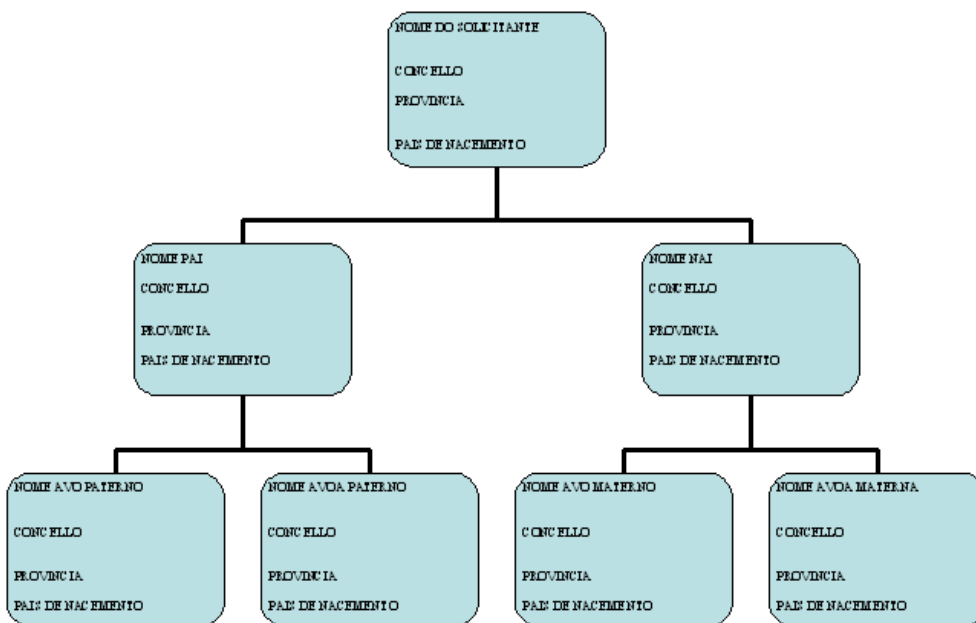 NOME DO SOLICITANTE
CONCELLO
PROVINCIA
PAIS DE NACEMENTO
NOME PAI
CONCELLO
PROVINCIA
PAIS DE NACEMENTO
NOME NAI
CONCELLO
PROVINCIA
PAIS DE NACEMENTO
NOME AVO PATERNO
CONCELLO
PROVINCIA
PAIS DE NACEMENTO
NOME AVOA PATERNO
CONCELLO
PROVINCIA
PAIS DE NACEMENTO
NOME AVO MATERNO
CONCELLO
PROVINCIA
PAIS DE NACEMENTO
NOME AVOA MATERNA
CONCELLO
PROVINCIA
PAIS DE NACEMENTO